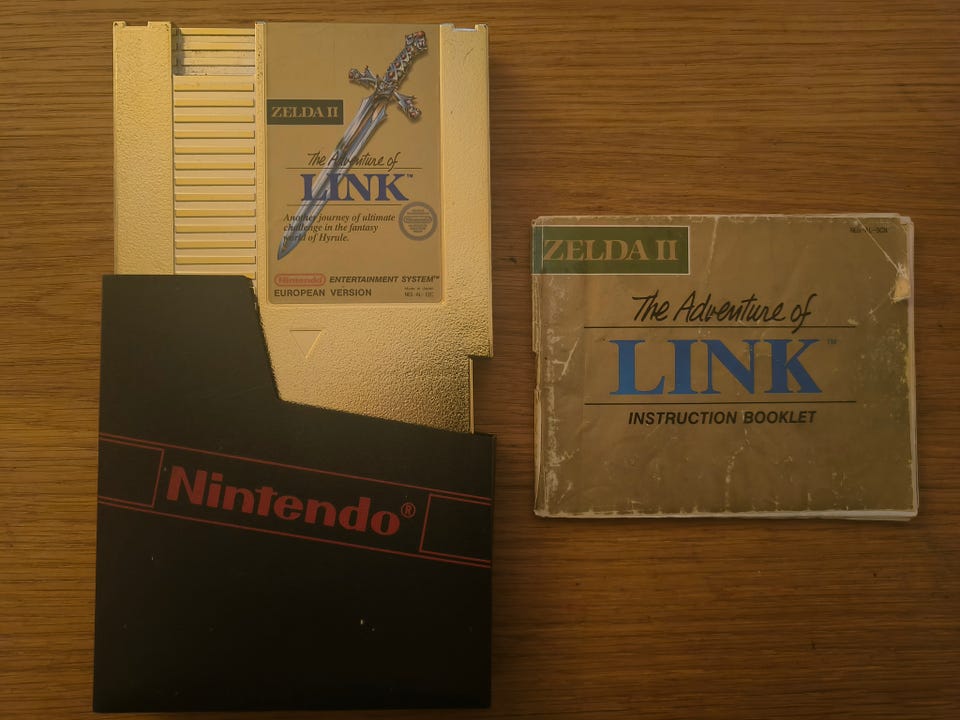 ZELDA II
The Adventure of
LINK™
Another journey of ultimate
challenge in the fantasy
world of Hyrule.
Nintendo ENTERTAINMENT SYSTEM™
EUROPEAN VERSION
Nintendo®
ZELDA II
The Adventure of
LINK™
INSTRUCTION BOOKLET